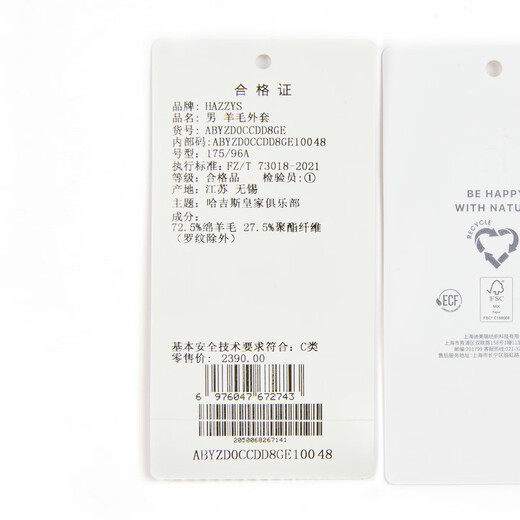 合格证
品牌: HAZZYS
品名: 男 羊毛外套
货号: ABYZD0CCDD8GE
内部码: ABYZD0CCDD8GE10048
号型: 175/96A
执行标准: FZ/T 73018-2021
等级: 合格品 检验员:①
产地: 江苏 无锡
主题: 哈吉斯皇家俱乐部
成分:
72.5%绵羊毛 27.5%聚酯纤维
(罗纹除外)
基本安全技术要求符合: C类
零售价: 2390.00
6 976047 672743
2050068267141
ABYZD0CCDD8GE10048
BE HAPPY
WITH NATU
RECYCLE
ECF
FSC